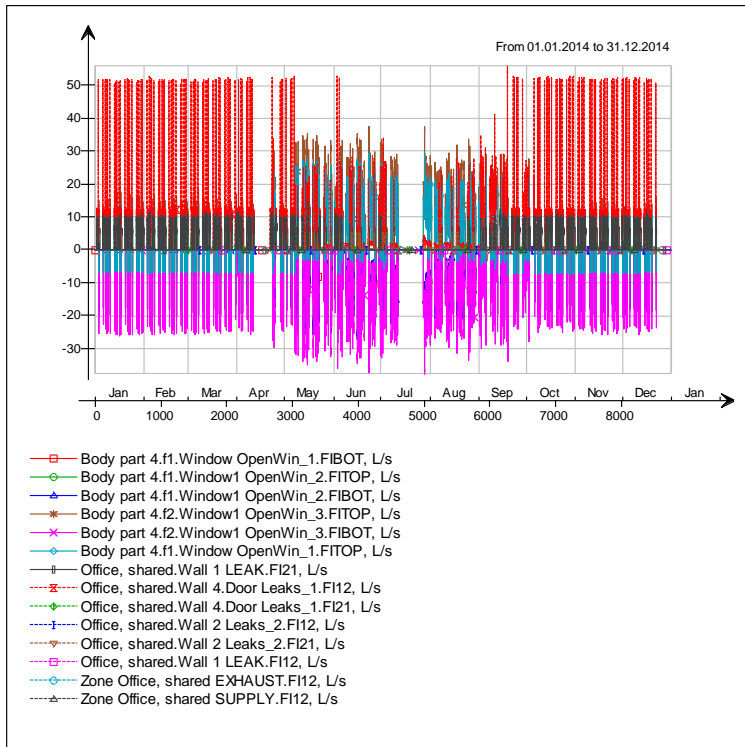 From 01.01.2014 to 31.12.2014
50
40
30
20
10
0
-10
-20
-30
Jan Feb Mar Apr May Jun Jul Aug Sep Oct Nov Dec Jan
0 1000 2000 3000 4000 5000 6000 7000 8000
Body part 4.f1.Window OpenWin_1.FIBOT, L/s
Body part 4.f1.Window1 OpenWin_2.FITOP, L/s
Body part 4.f1.Window1 OpenWin_2.FIBOT, L/s
Body part 4.f2.Window1 OpenWin_3.FITOP, L/s
Body part 4.f2.Window1 OpenWin_3.FIBOT, L/s
Body part 4.f1.Window OpenWin_1.FITOP, L/s
Office, shared.Wall 1 LEAK.FI21, L/s
Office, shared.Wall 4.Door Leaks_1.FI12, L/s
Office, shared.Wall 4.Door Leaks_1.FI21, L/s
Office, shared.Wall 2 Leaks_2.FI12, L/s
Office, shared.Wall 2 Leaks_2.FI21, L/s
Office, shared.Wall 1 LEAK.FI12, L/s
Zone Office, shared EXHAUST.FI12, L/s
Zone Office, shared SUPPLY.FI12, L/s